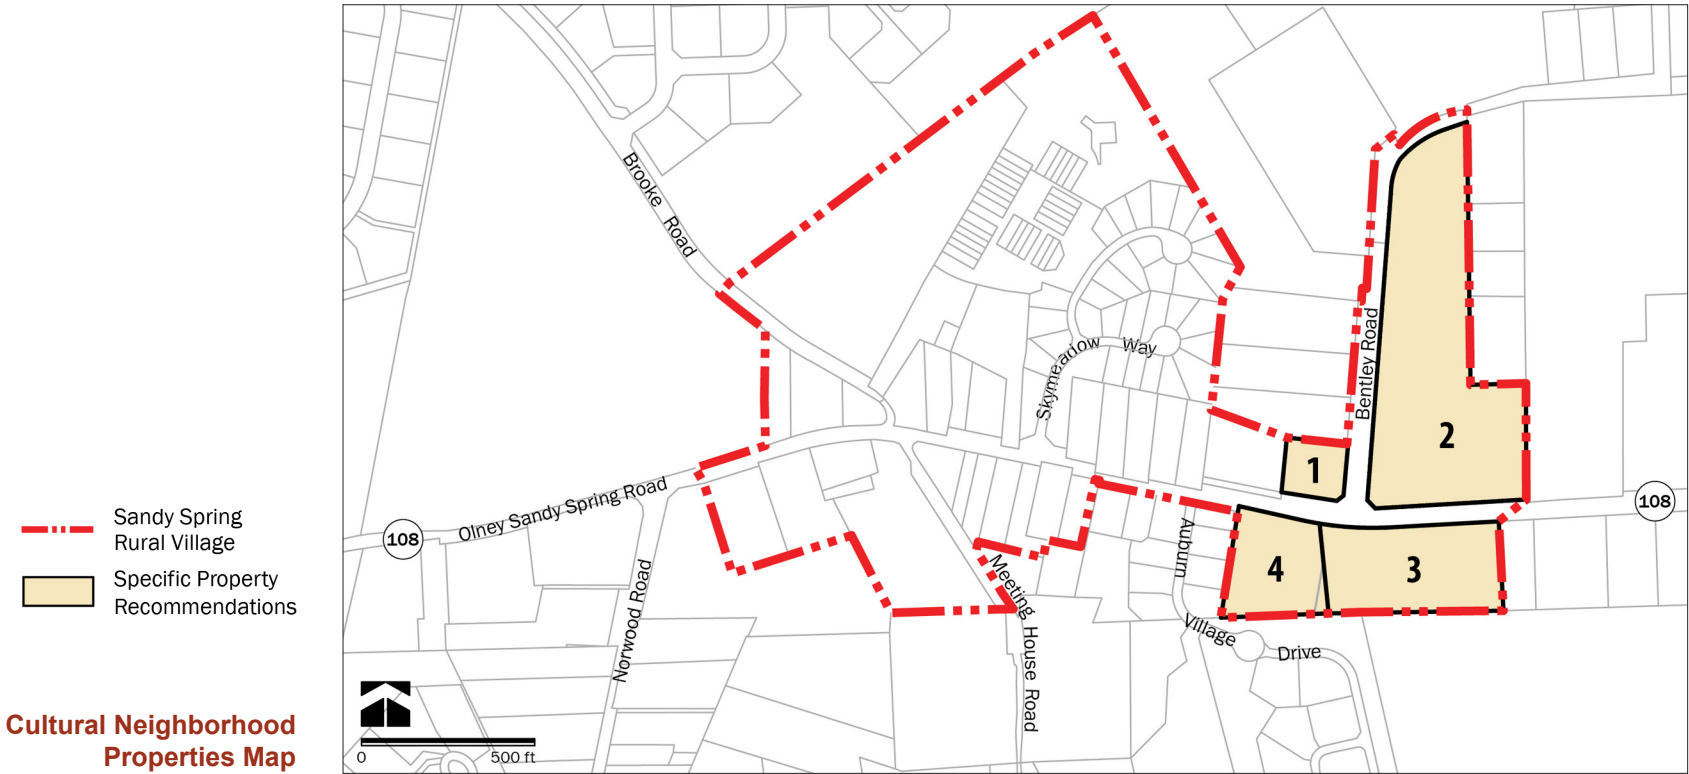 Brooke Road
Skymeadow Way
Bentley Road
1
2
108
Olney Sandy Spring Road
108
Sandy Spring
Rural Village
Specific Property
Recommendations
Auburn
Village
Drive
4
3
Meeting House Road
Norwood Road
0
500 ft
Cultural Neighborhood
Properties Map